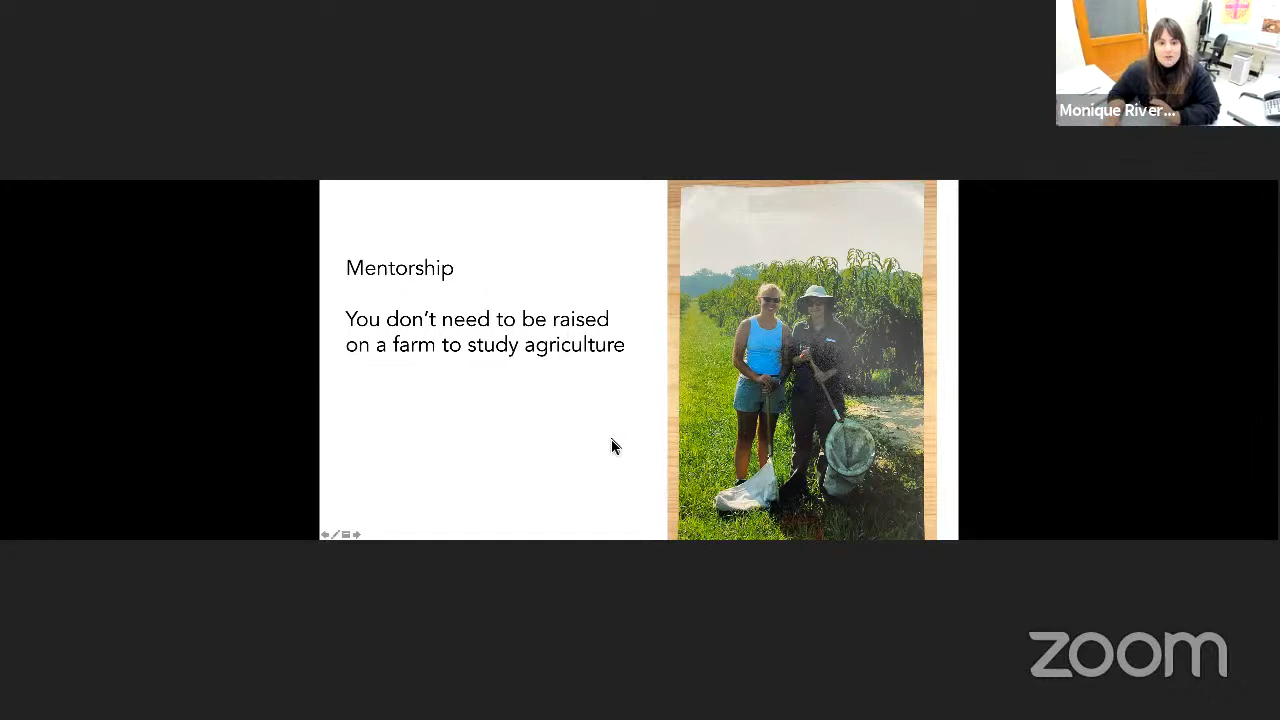 Monique River...
Mentorship
You don't need to be raised
on a farm to study agriculture
zoom